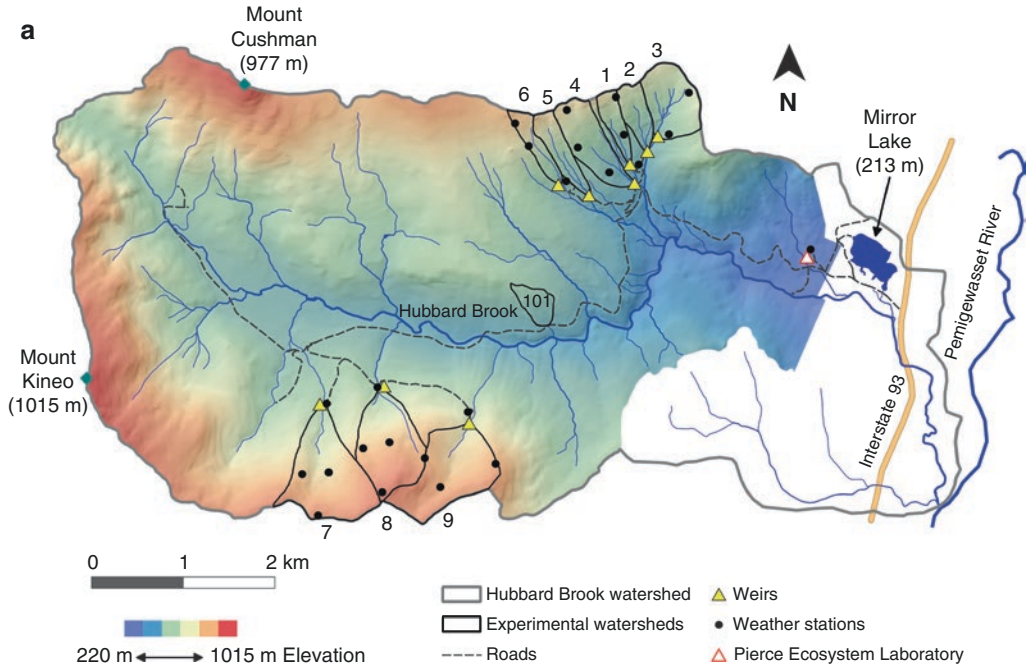 a
Mount
Cushman
(977 m)
6
5
4
1
2
3
N
Mirror
Lake
(213 m)
Hubbard Brook
101
Mount
Kineo
(1015 m)
Interstate 93
Pemigewasset River
7
8
9
0
1
2 km
220 m
1015 m Elevation
Hubbard Brook watershed
Experimental watersheds
Roads
Weirs
Weather stations
Pierce Ecosystem Laboratory